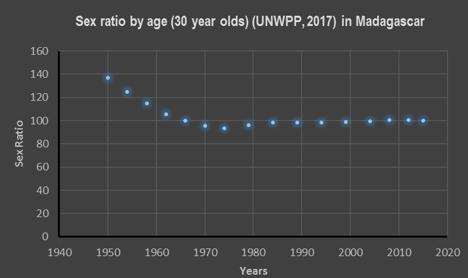 Sex ratio by age (30 year olds) (UNWPP, 2017) in Madagascar
160
140
120
100
80
60
40
20
0
Sex Ratio
1940 1950 1960 1970 1980 1990 2000 2010 2020
Years